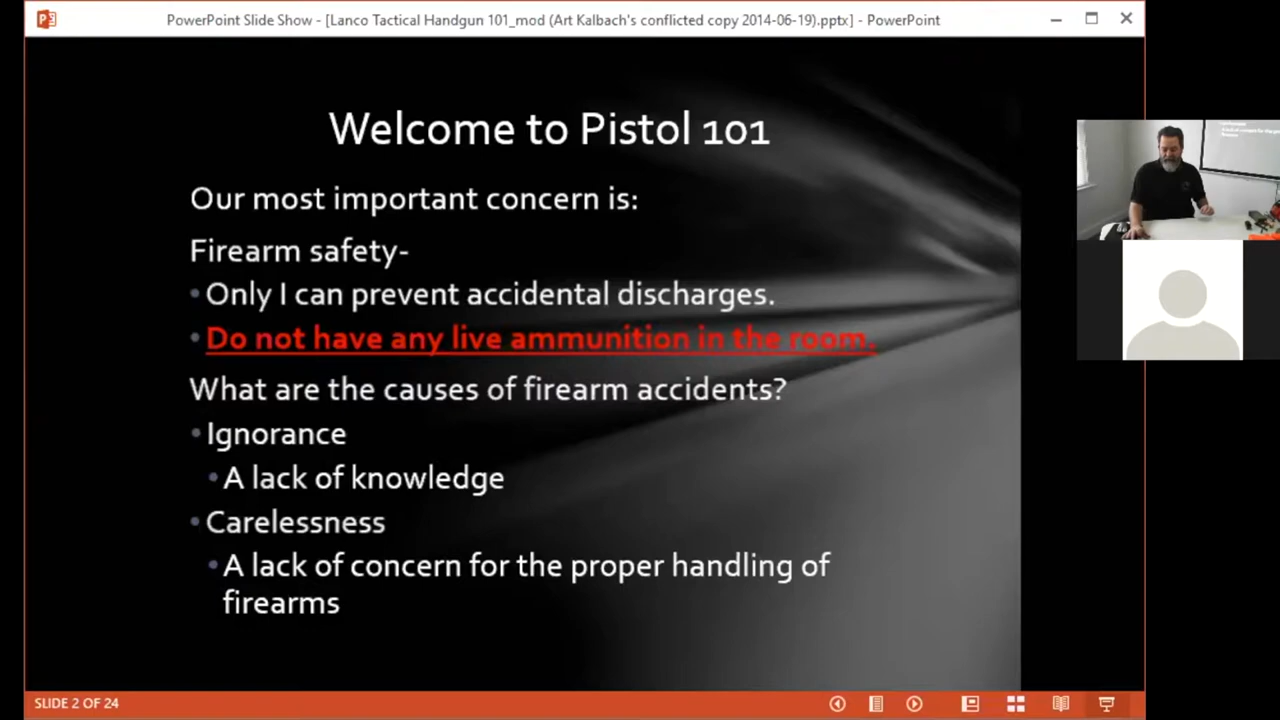 PowerPoint Slide Show - [Lanco Tactical Handgun 101_mod (Art Kalbach's conflicted copy 2014-06-19).pptx] - PowerPoint
Welcome to Pistol 101
Our most important concern is:
Firearm safety-
• Only I can prevent accidental discharges.
• Do not have any live ammunition in the room.
What are the causes of firearm accidents?
• Ignorance
• A lack of knowledge
• Carelessness
• A lack of concern for the proper handling of
firearms
SLIDE 2 OF 24